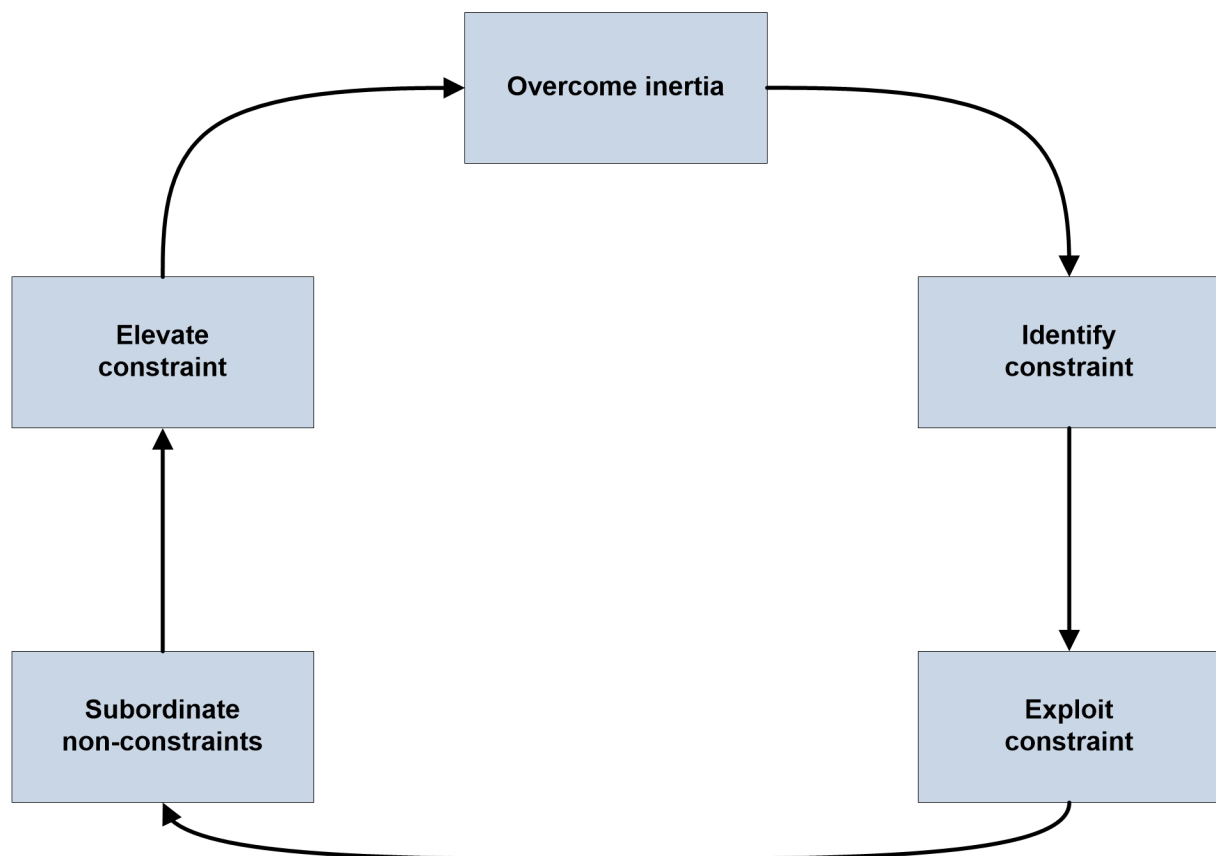 Overcome inertia
Identify
constraint
Exploit
constraint
Subordinate
non-constraints
Elevate
constraint